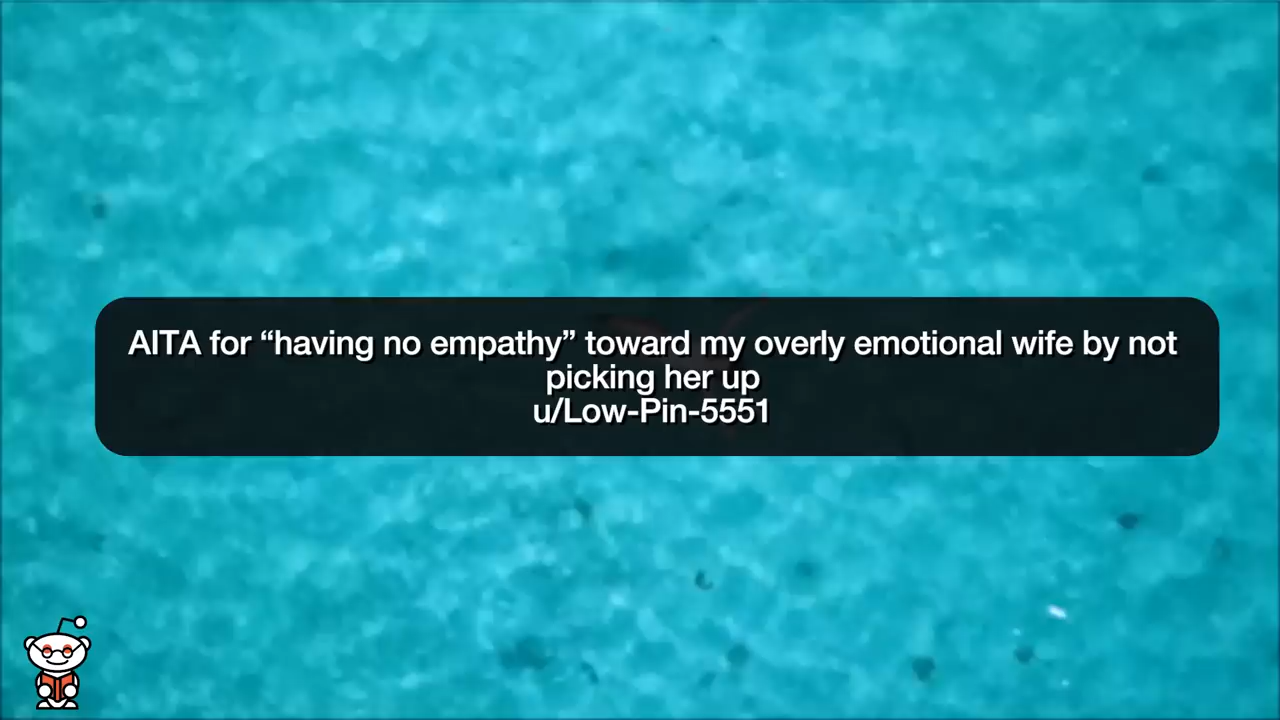 AITA for “having no empathy” toward my overly emotional wife by not
picking her up
u/Low-Pin-5551